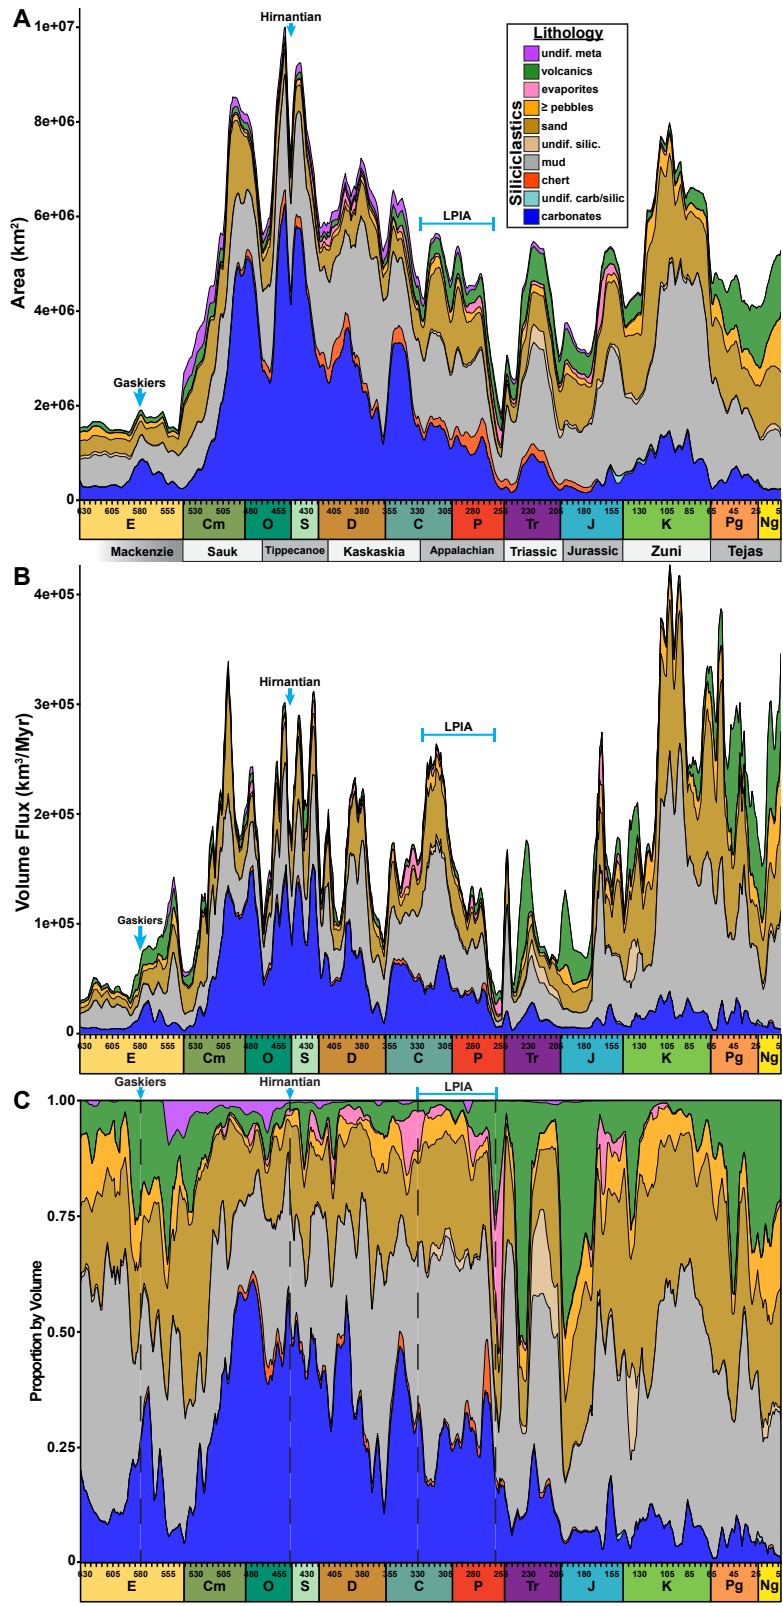 A
1e+07
8e+06
6e+06
4e+06
2e+06
0
Area (km²)
Hirnantian
Gaskiers
LPIA
Lithology
undif. meta
volcanics
evaporites
≥ pebbles
sand
undif. silic.
mud
chert
undif. carb/silic
carbonates
Siliciclastics
630 605 580 555 530 505 480 455 430 405 380 355 330 305 280 255 230 205 180 155 130 105 85 65 45 25 5
E Cm O S D C P Tr J K Pg Ng
Mackenzie Sauk Tippecanoe Kaskaskia Appalachian Triassic Jurassic Zuni Tejas
B
4e+05
3e+05
2e+05
1e+05
0
Volume Flux (km³/Myr)
Hirnantian
Gaskiers
LPIA
630 605 580 555 530 505 480 455 430 405 380 355 330 305 280 255 230 205 180 155 130 105 85 65 45 25 5
E Cm O S D C P Tr J K Pg Ng
C
Gaskiers Hirnantian LPIA
1.00
0.75
0.50
0.25
0
Proportion by Volume
630 605 580 555 530 505 480 455 430 405 380 355 330 305 280 255 230 205 180 155 130 105 85 65 45 25 5
E Cm O S D C P Tr J K Pg Ng